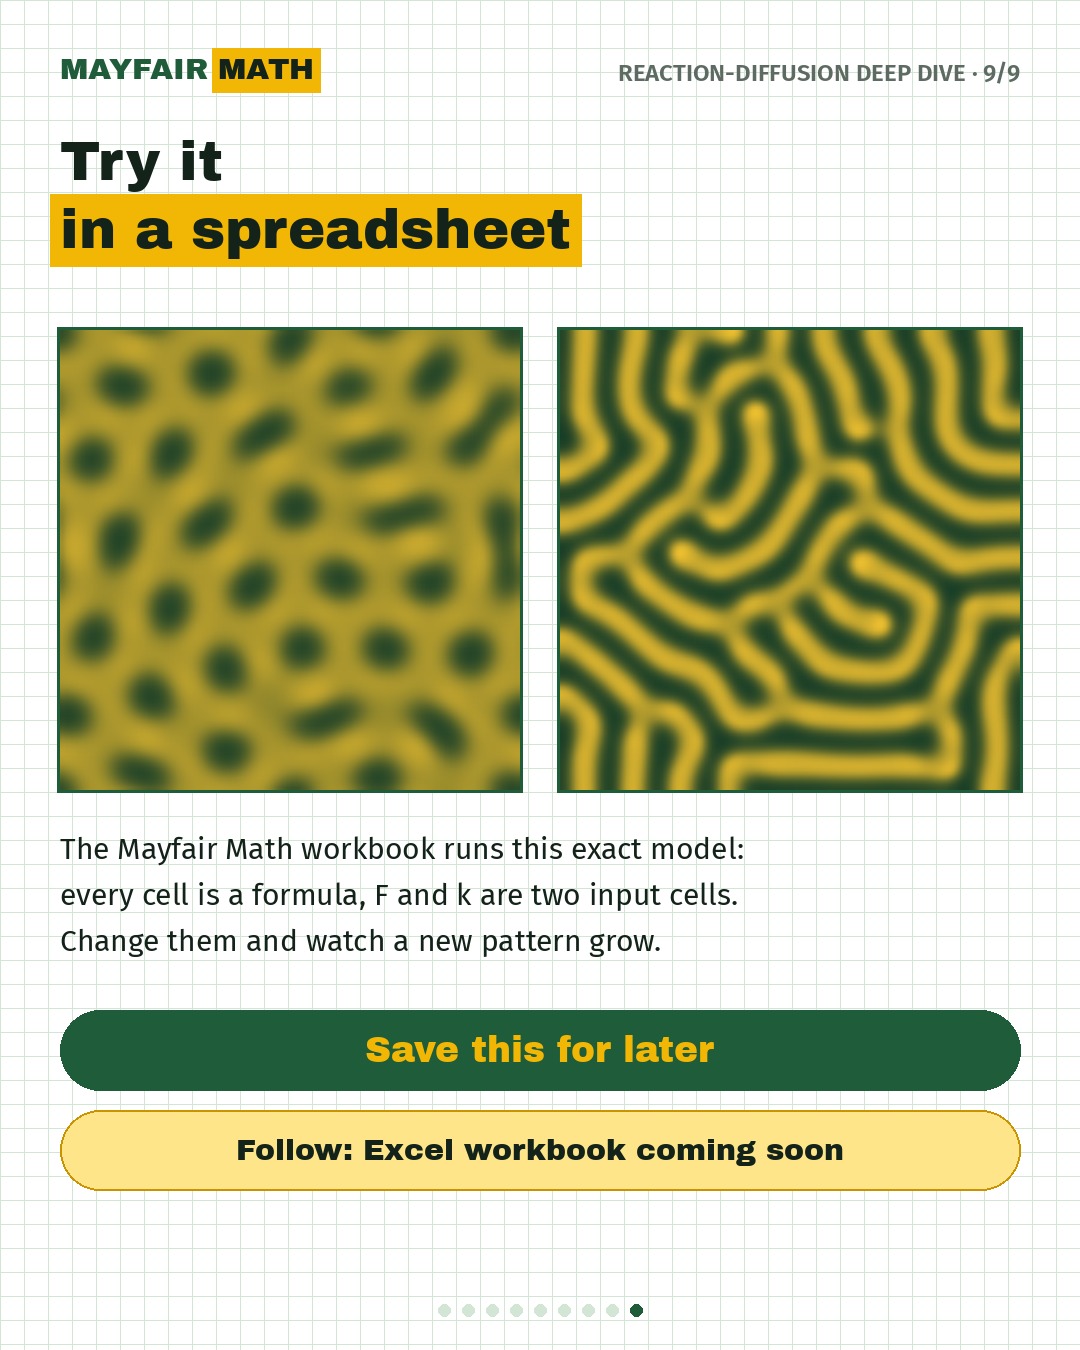 MAYFAIR MATH
REACTION-DIFFUSION DEEP DIVE · 9/9
Try it
in a spreadsheet
The Mayfair Math workbook runs this exact model:
every cell is a formula, F and k are two input cells.
Change them and watch a new pattern grow.
Save this for later
Follow: Excel workbook coming soon